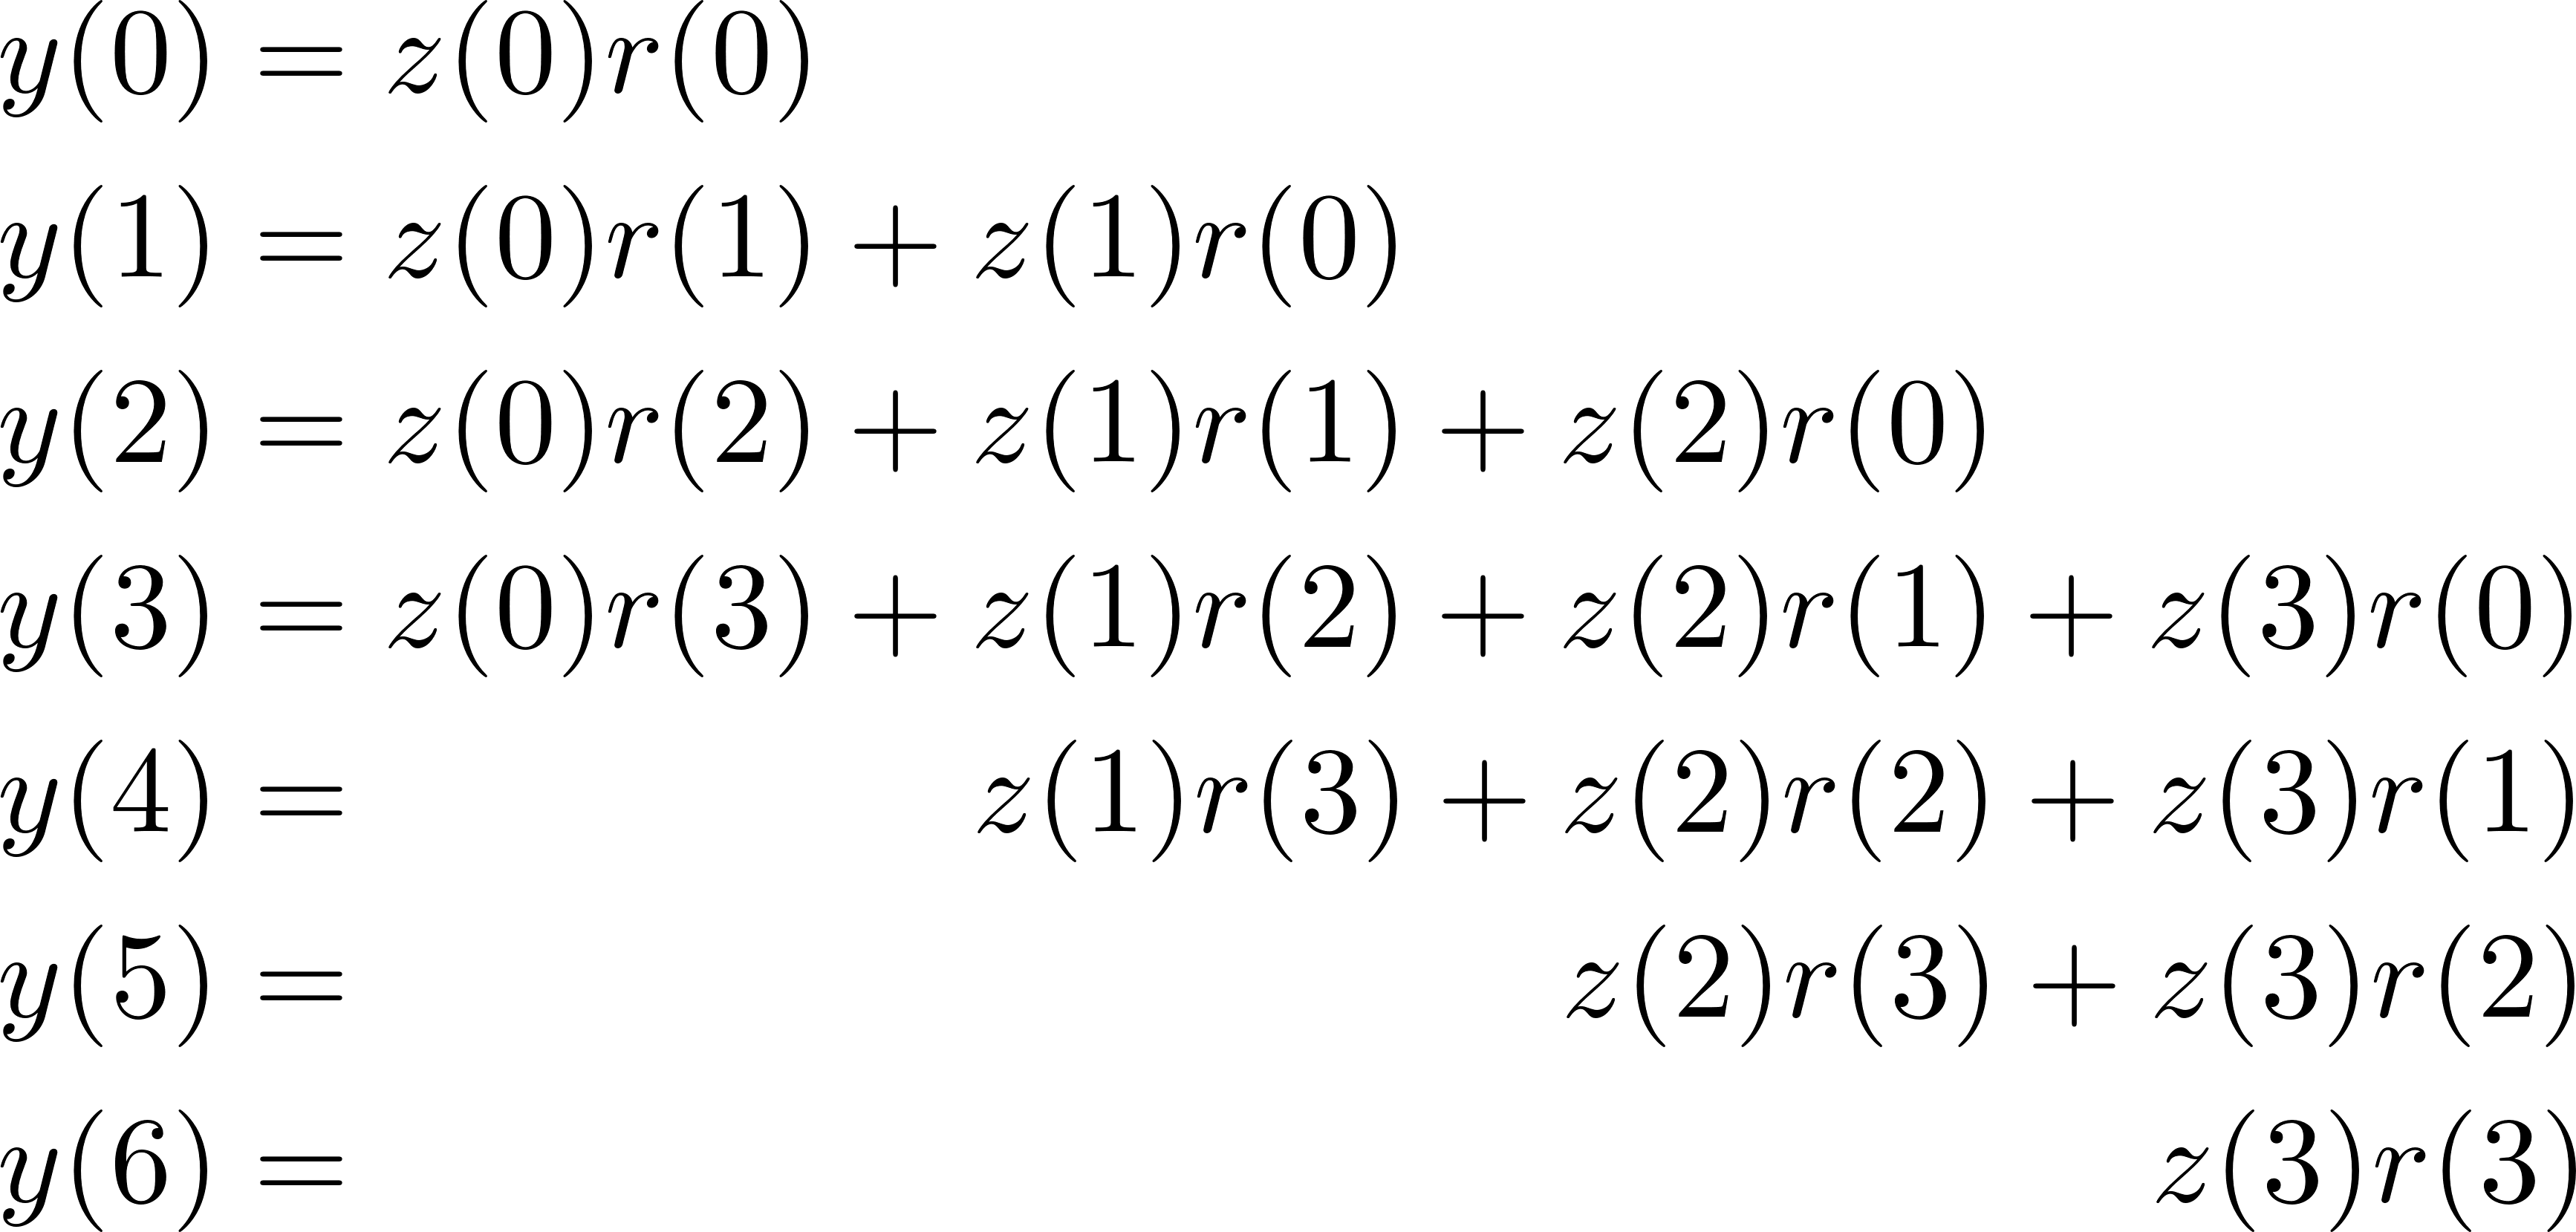 y(0) = z(0)r(0)
y(1) = z(0)r(1) + z(1)r(0)
y(2) = z(0)r(2) + z(1)r(1) + z(2)r(0)
y(3) = z(0)r(3) + z(1)r(2) + z(2)r(1) + z(3)r(0)
y(4) = z(1)r(3) + z(2)r(2) + z(3)r(1)
y(5) = z(2)r(3) + z(3)r(2)
y(6) = z(3)r(3)